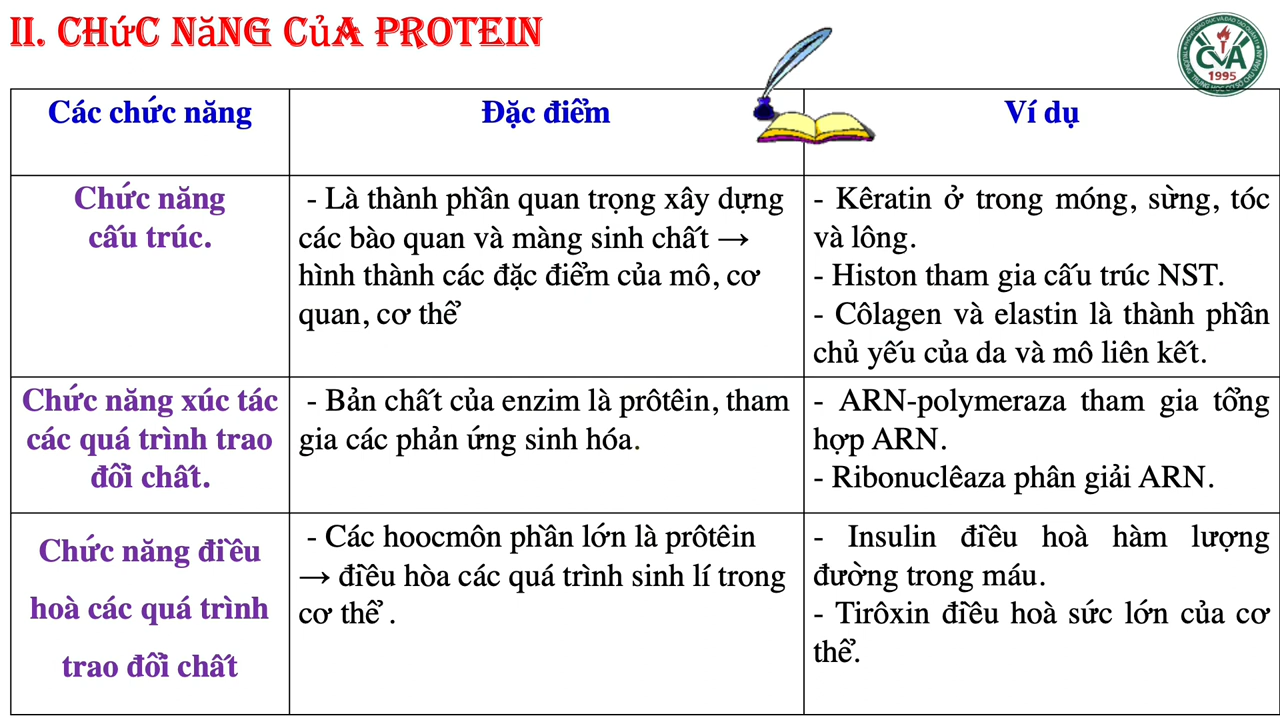 II. CHỨC NĂNG CỦA PROTEIN
CVA
1995
Các chức năng
Đặc điểm
Ví dụ
Chức năng
cấu trúc.
- Là thành phần quan trọng xây dựng
các bào quan và màng sinh chất →
hình thành các đặc điểm của mô, cơ
quan, cơ thể
- Kêratin ở trong móng, sừng, tóc
và lông.
- Histon tham gia cấu trúc NST.
- Côlagen và elastin là thành phần
chủ yếu của da và mô liên kết.
Chức năng xúc tác
các quá trình trao
đổi chất.
- Bản chất của enzim là prôtêin, tham
gia các phản ứng sinh hóa.
- ARN-polymeraza tham gia tổng
hợp ARN.
- Ribonuclêaza phân giải ARN.
Chức năng điều
hoà các quá trình
trao đổi chất
- Các hoocmôn phần lớn là prôtêin
→ điều hòa các quá trình sinh lí trong
cơ thể .
- Insulin điều hoà hàm lượng
đường trong máu.
- Tirôxin điều hoà sức lớn của cơ
thể.